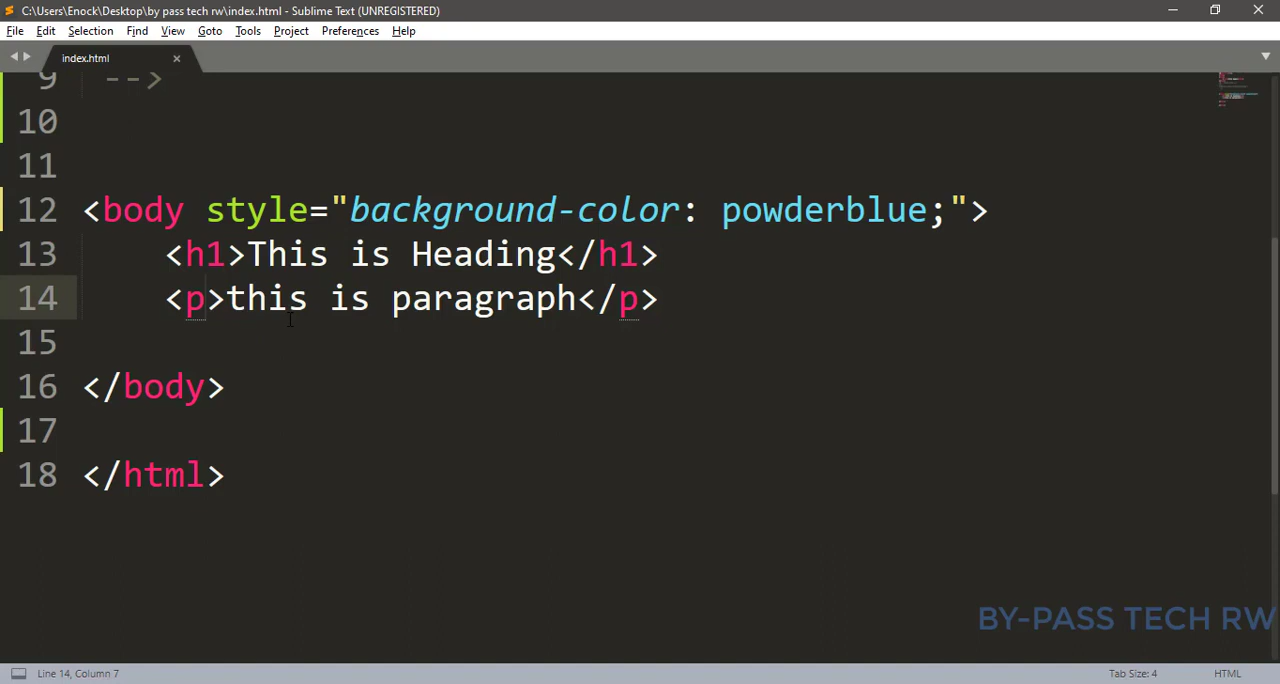 C:\Users\Enock\Desktop\by pass tech rw\index.html - Sublime Text (UNREGISTERED)
File Edit Selection Find View Goto Tools Project Preferences Help
index.html
9 -->
10
11
12 <body style="background-color: powderblue;">
13 <h1>This is Heading</h1>
14 <p>this is paragraph</p>
15
16 </body>
17
18 </html>
BY-PASS TECH RW
Line 14, Column 7 Tab Size: 4 HTML